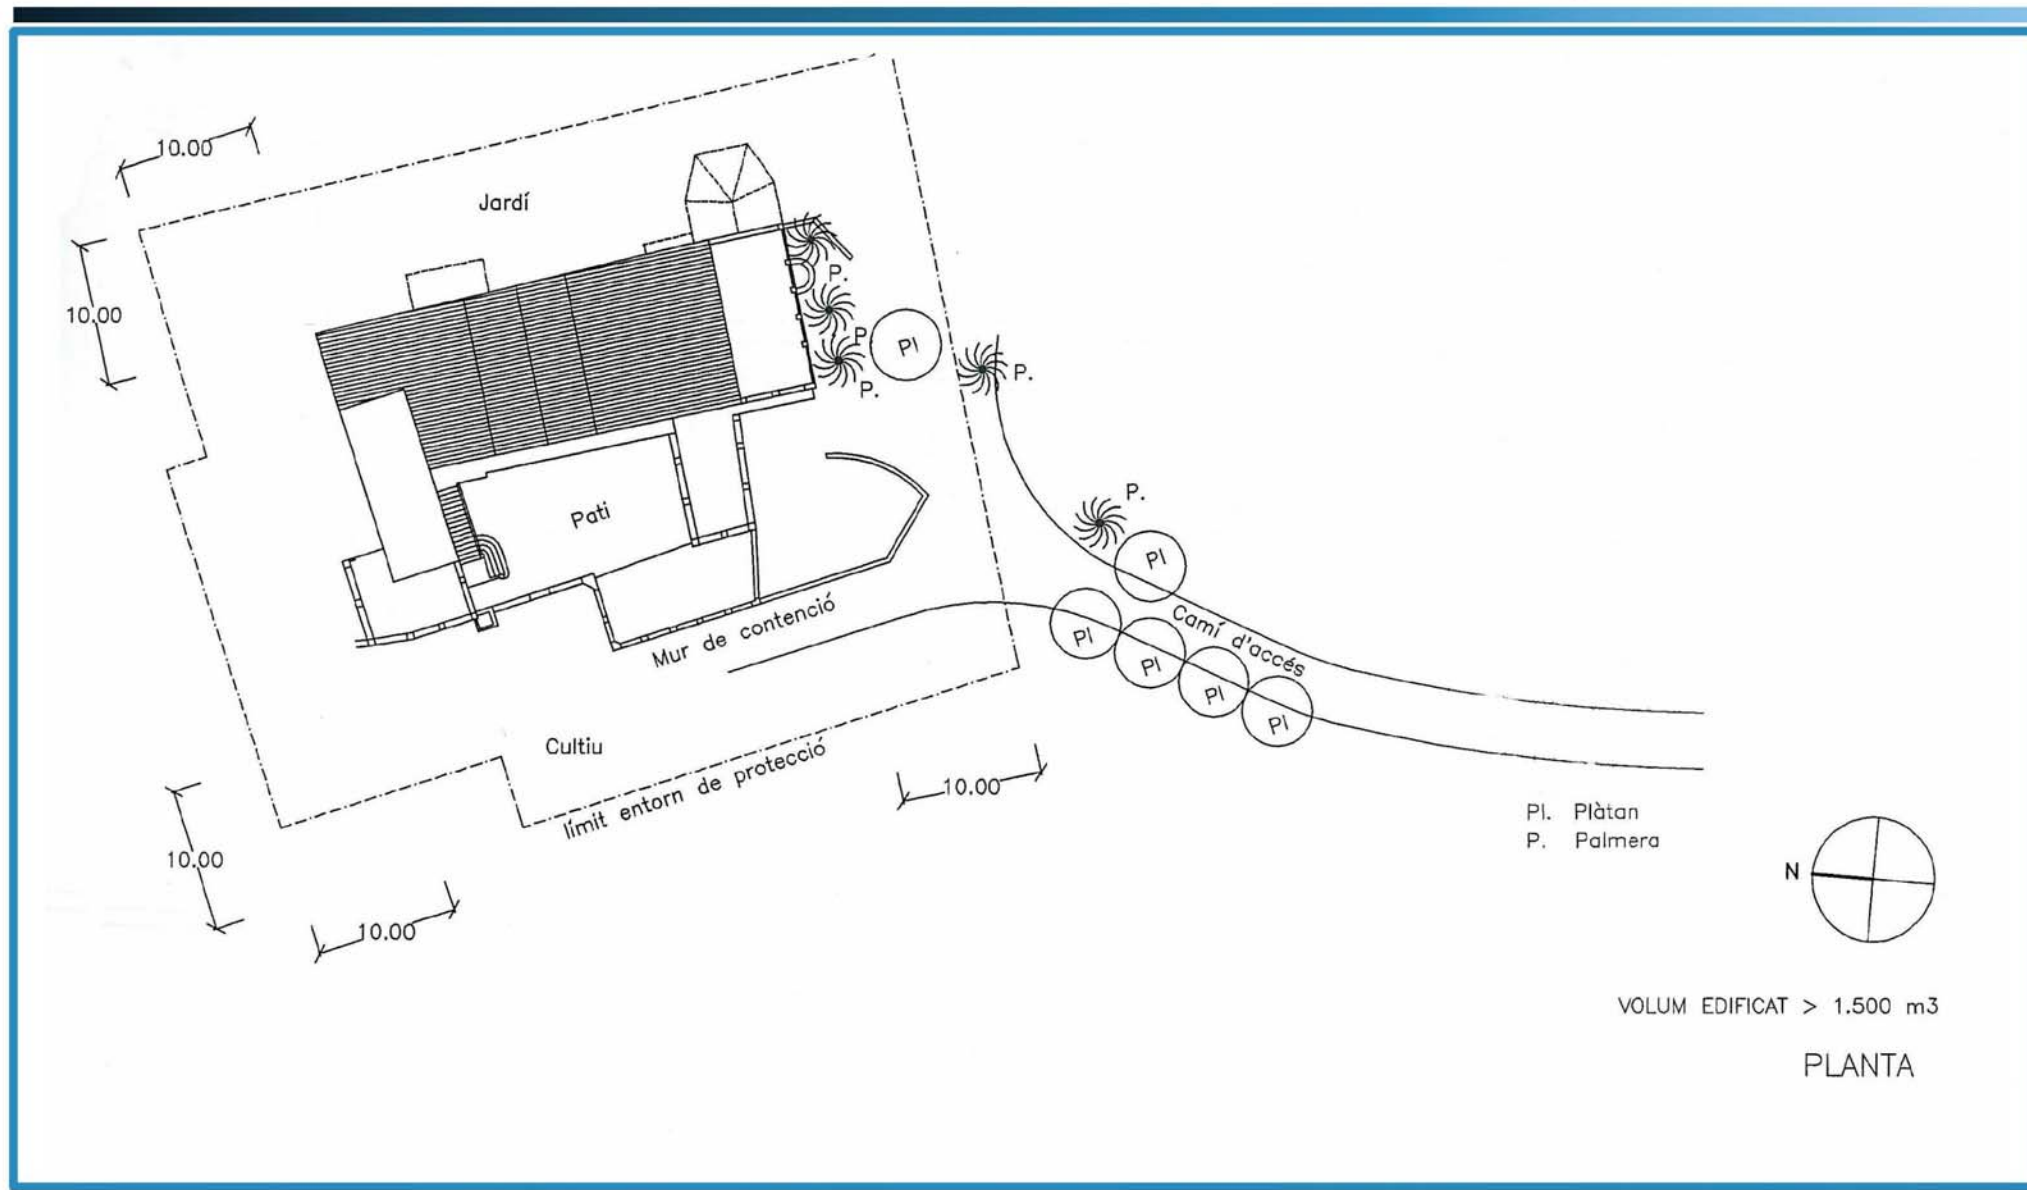 10.00
Jardí
10.00
P.
P
Pl
P.
P.
P.
Pati
Pl
Camí d'accés
Mur de contenció
Pl
Pl
Pl
Pl
Cultiu
límit entorn de protecció
10.00
10.00
10.00
Pl. Plàtan
P. Palmera
N
VOLUM EDIFICAT > 1.500 m3
PLANTA